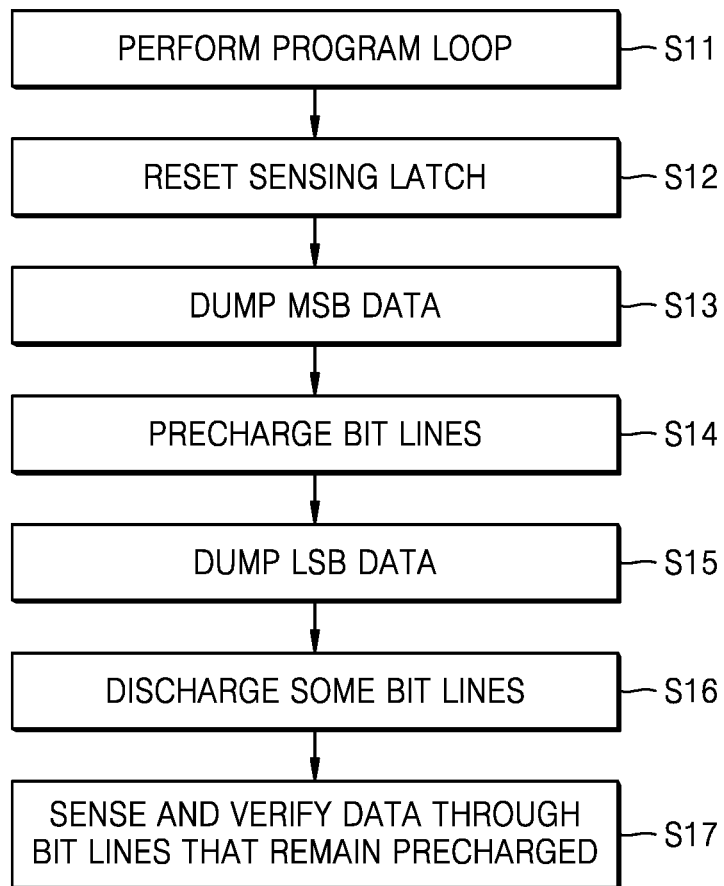 PERFORM PROGRAM LOOP S11
RESET SENSING LATCH S12
DUMP MSB DATA S13
PRECHARGE BIT LINES S14
DUMP LSB DATA S15
DISCHARGE SOME BIT LINES S16
SENSE AND VERIFY DATA THROUGH
BIT LINES THAT REMAIN PRECHARGED S17